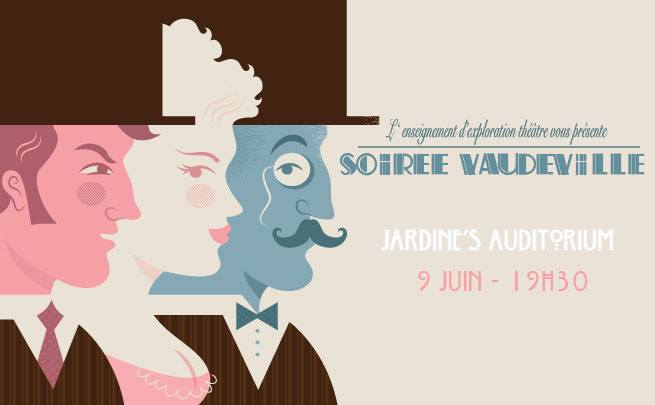 L'enseignement d'exploration théâtre vous présente
SOiREE VAUDEViLLE
JARDINE'S AUDITORIUM
9 JUIN - 19H30